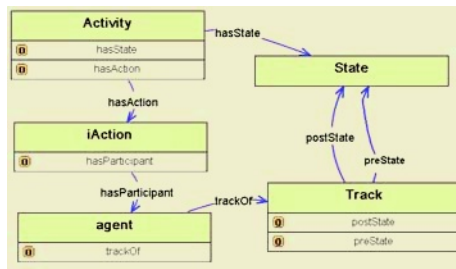 Activity
hasState
hasAction
hasState
State
hasAction
iAction
hasParticipant
postState
preState
hasParticipant
trackOf
agent
trackOf
Track
postState
preState